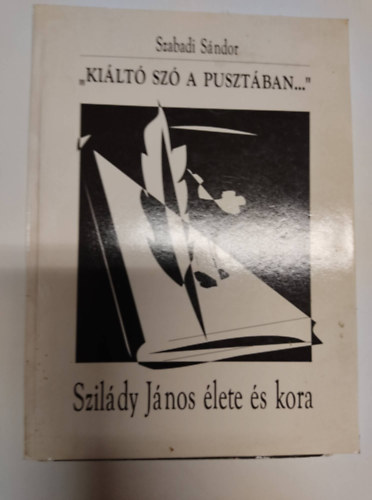 Szabadi Sándor
„KIÁLTÓ SZÓ A PUSZTÁBAN..."
Szilády János élete és kora